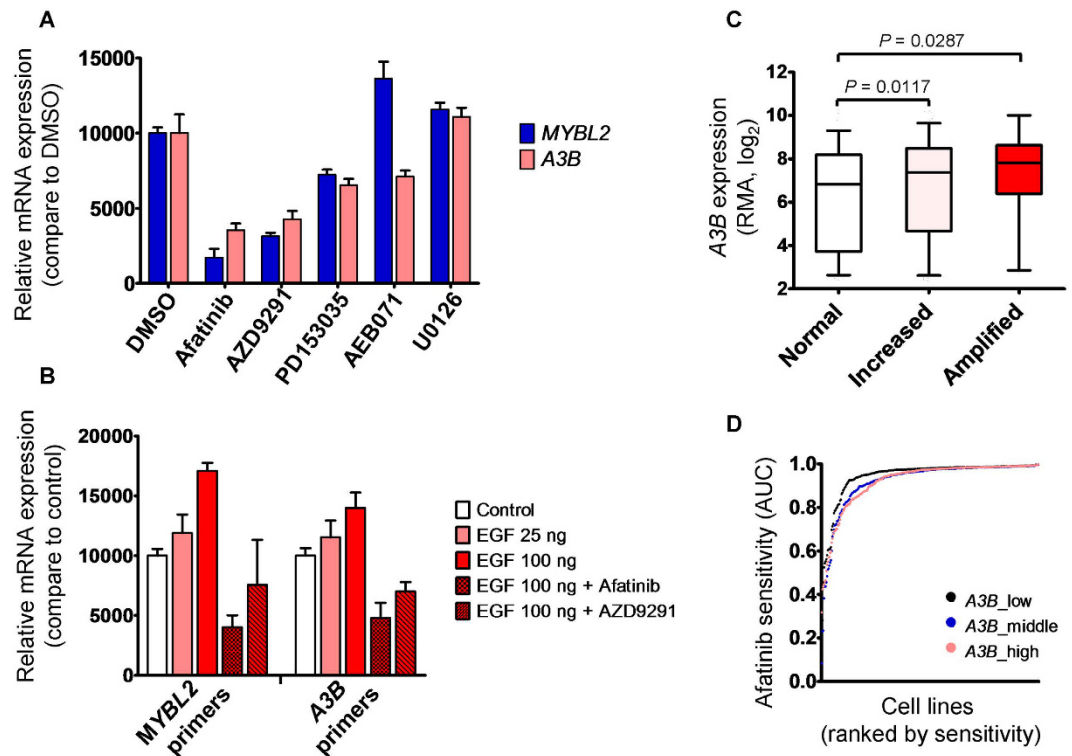 A
Relative mRNA expression
(compare to DMSO)
15000
10000
5000
0
DMSO
Afatinib
AZD9291
PD153035
AEB071
U0126
MYBL2
A3B
B
Relative mRNA expression
(compare to control)
20000
15000
10000
5000
0
MYBL2
primers
A3B
primers
Control
EGF 25 ng
EGF 100 ng
EGF 100 ng + Afatinib
EGF 100 ng + AZD9291
C
P = 0.0287
P = 0.0117
A3B expression
(RMA, log2)
12
10
8
6
4
2
Normal
Increased
Amplified
D
Afatinib sensitivity (AUC)
1.0
0.8
0.6
0.4
0.2
0.0
A3B_low
A3B_middle
A3B_high
Cell lines
(ranked by sensitivity)